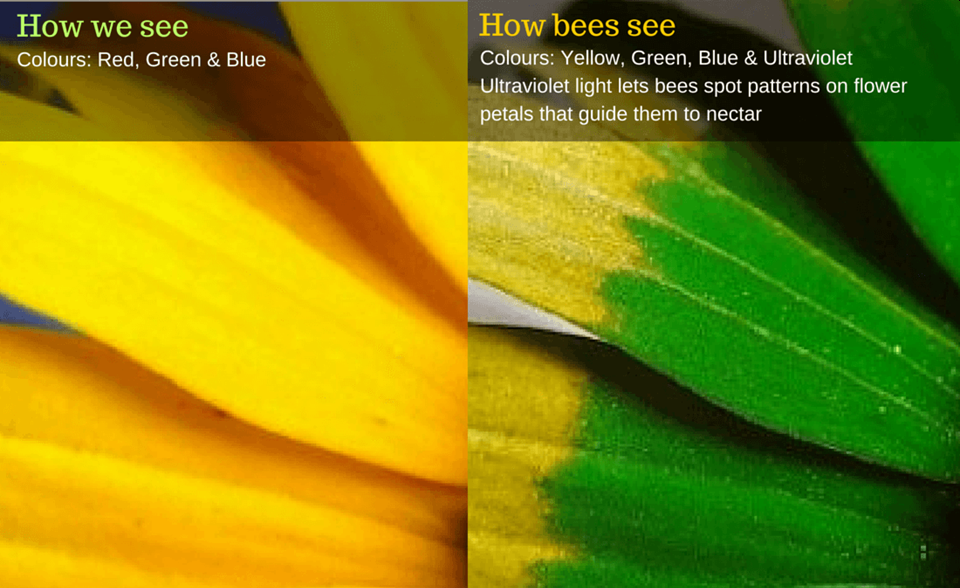 How we see
Colours: Red, Green & Blue
How bees see
Colours: Yellow, Green, Blue & Ultraviolet
Ultraviolet light lets bees spot patterns on flower
petals that guide them to nectar